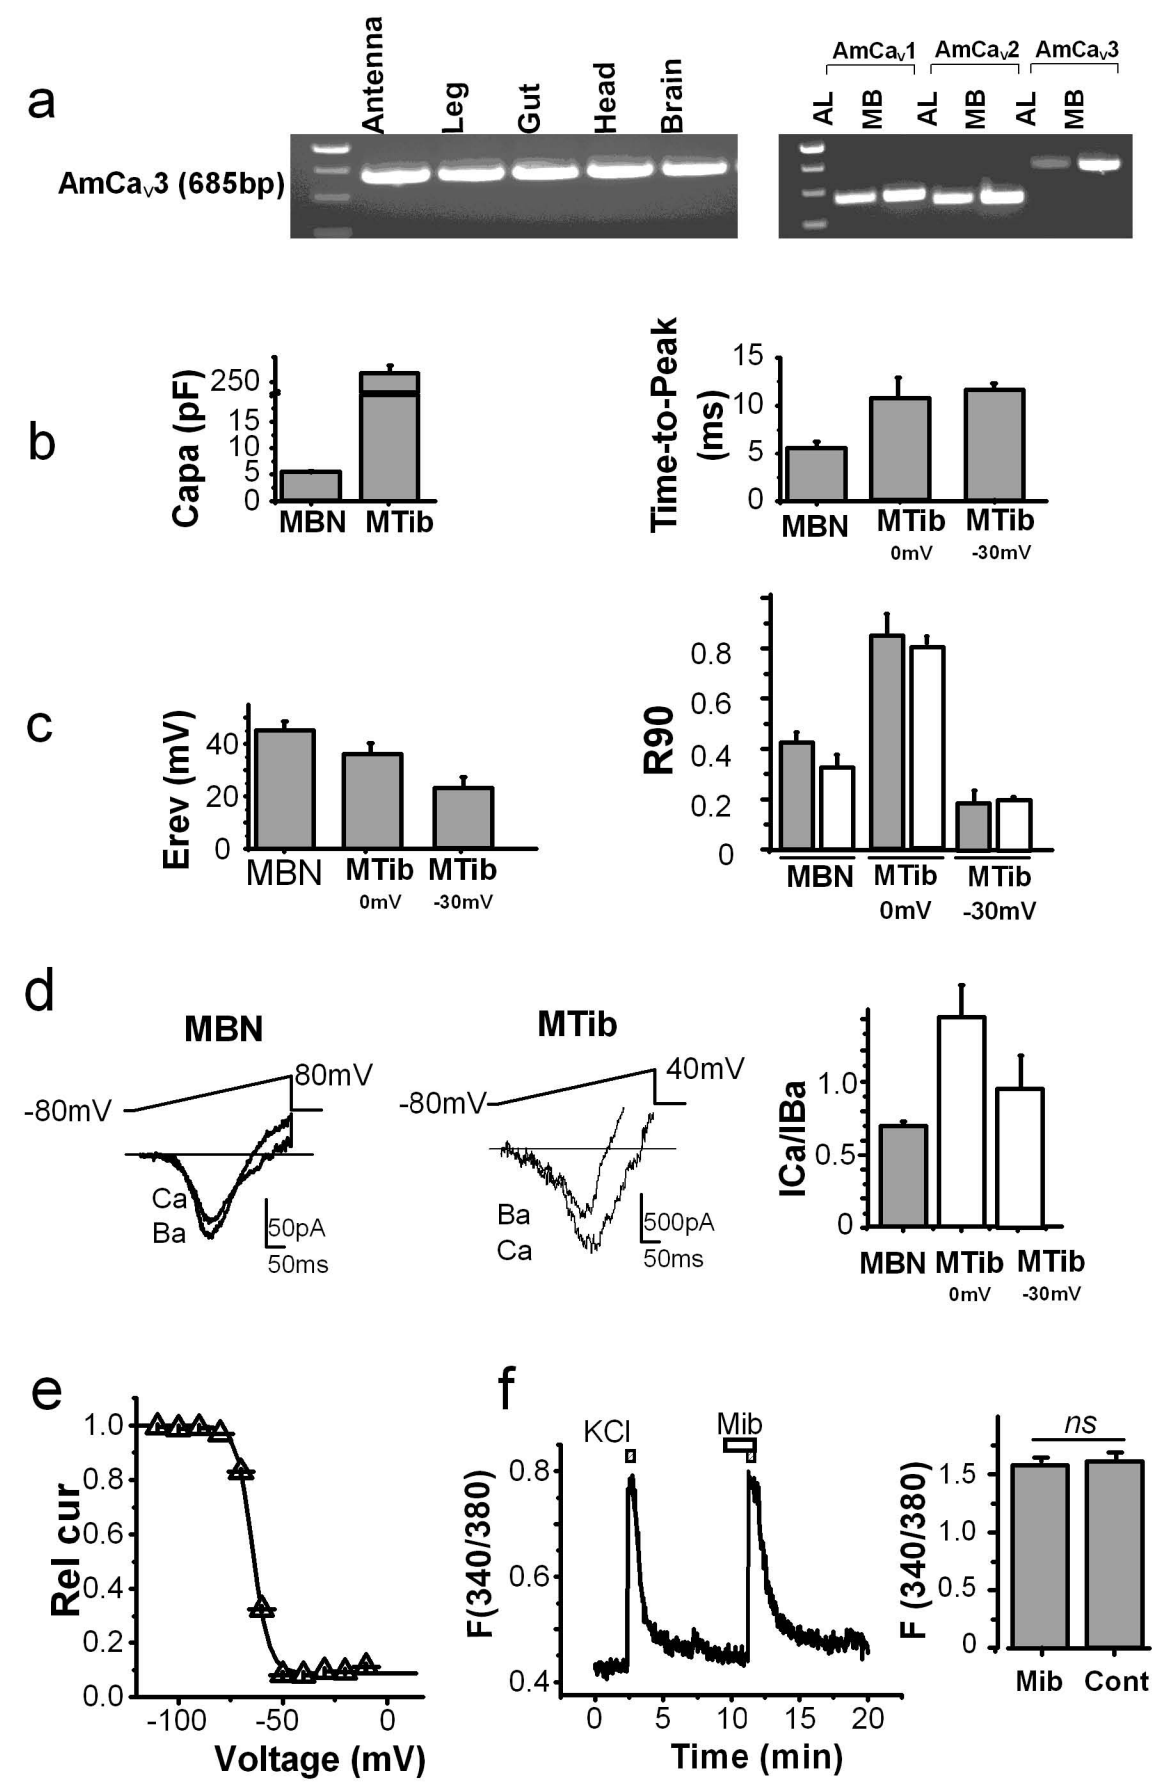 a
Antenna
Leg
Gut
Head
Brain
AmCaV3 (685bp)
AmCaV1
AmCaV2
AmCaV3
AL
MB
AL
MB
AL
MB
b
Capa (pF)
250
15
10
5
0
MBN
MTib
Time-to-Peak
(ms)
15
10
5
0
MBN
MTib
0mV
MTib
-30mV
c
Erev (mV)
40
20
0
MBN
MTib
0mV
MTib
-30mV
R90
0.8
0.6
0.4
0.2
0
MBN
MTib
0mV
MTib
-30mV
d
MBN
-80mV
80mV
Ca
Ba
50pA
50ms
MTib
-80mV
40mV
Ba
Ca
500pA
50ms
ICa/IBa
1.0
0.5
0
MBN
MTib
0mV
MTib
-30mV
e
Rel cur
1.0
0.8
0.6
0.4
0.2
0.0
-100
-50
0
Voltage (mV)
f
KCl
Mib
F(340/380)
0.8
0.6
0.4
0
5
10
15
20
Time (min)
ns
F (340/380)
1.5
1.0
0.5
0
Mib
Cont